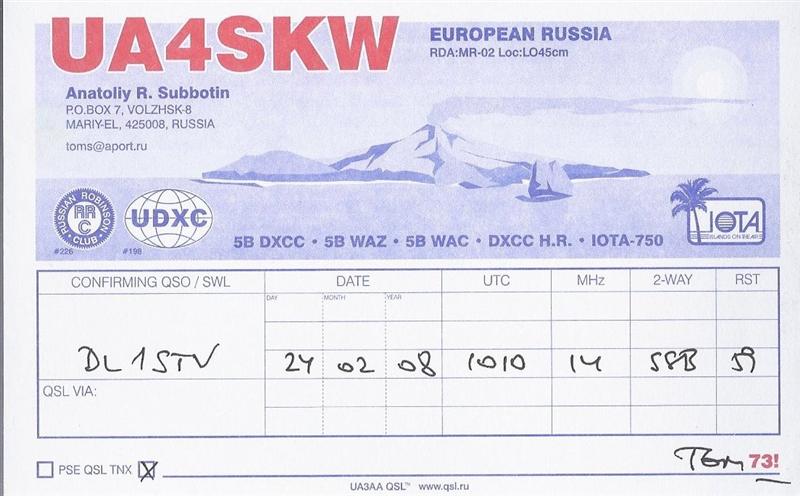 UA4SKW
EUROPEAN RUSSIA
RDA:MR-02 Loc:LO45cm
Anatoliy R. Subbotin
P.O.BOX 7, VOLZHSK-8
MARIY-EL, 425008, RUSSIA
toms@aport.ru
RUSSIAN ROBINSON
RR
C
CLUB
#226
UDXC
#198
IOTA
ISLANDS ON THE AIR
5B DXCC • 5B WAZ • 5B WAC • DXCC H.R. • IOTA-750
CONFIRMING QSO / SWL DATE UTC MHz 2-WAY RST
DAY MONTH YEAR
DL1STV 24 02 08 1010 14 SSB 59
QSL VIA:
PSE QSL TNX
Tom 73!
UA3AA QSL™ www.qsl.ru